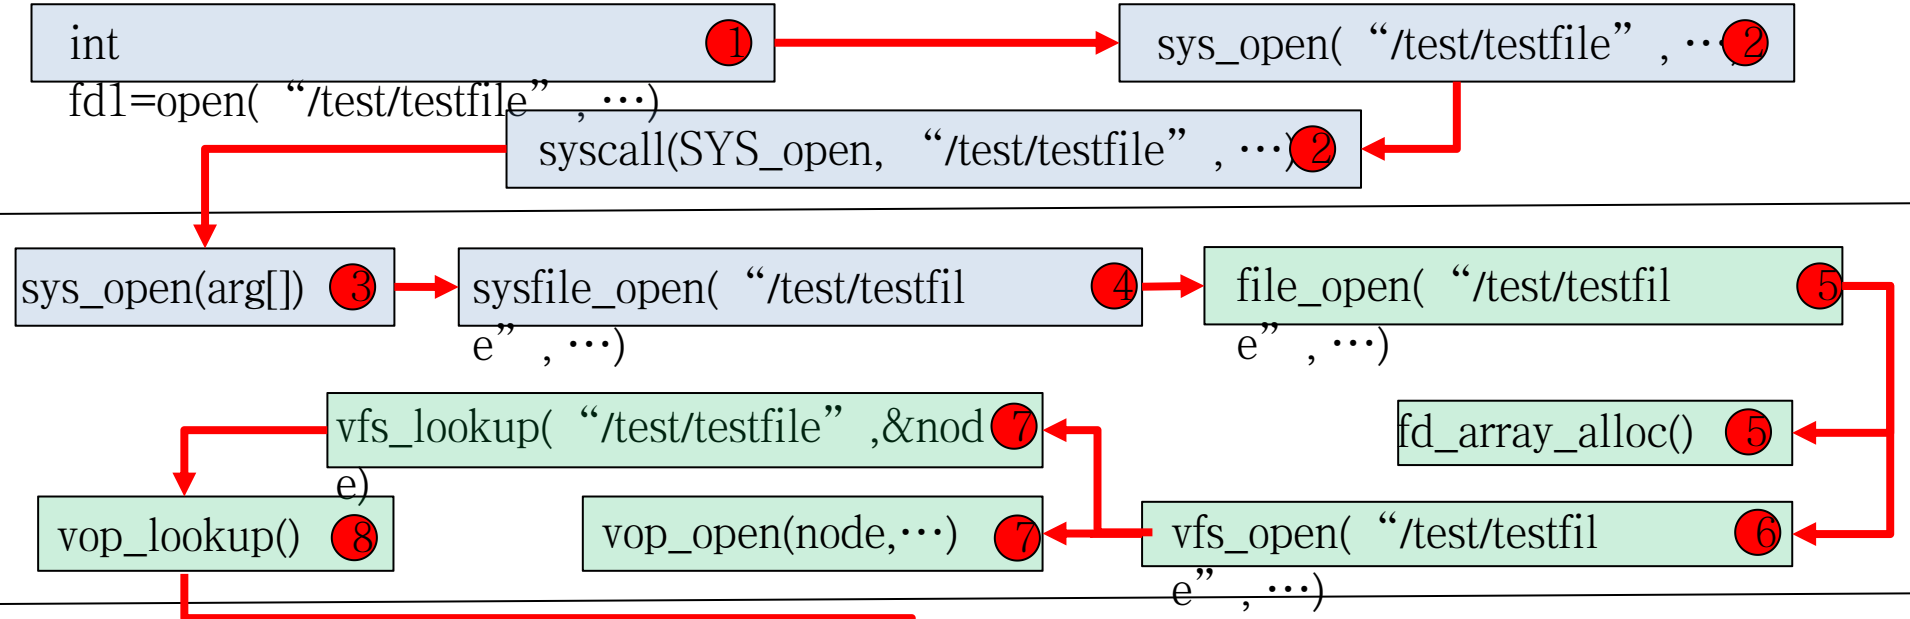 int 1
fd1=open( “/test/testfile” , ⋯)
sys_open( “/test/testfile” , ⋯) 2
syscall(SYS_open, “/test/testfile” , ⋯) 2
sys_open(arg[]) 3
sysfile_open( “/test/testfil 4
e” , ⋯)
file_open( “/test/testfil 5
e” , ⋯)
vfs_lookup( “/test/testfile” ,&nod 7
e)
fd_array_alloc() 5
vop_lookup() 8
vop_open(node,⋯) 7
vfs_open( “/test/testfil 6
e” , ⋯)